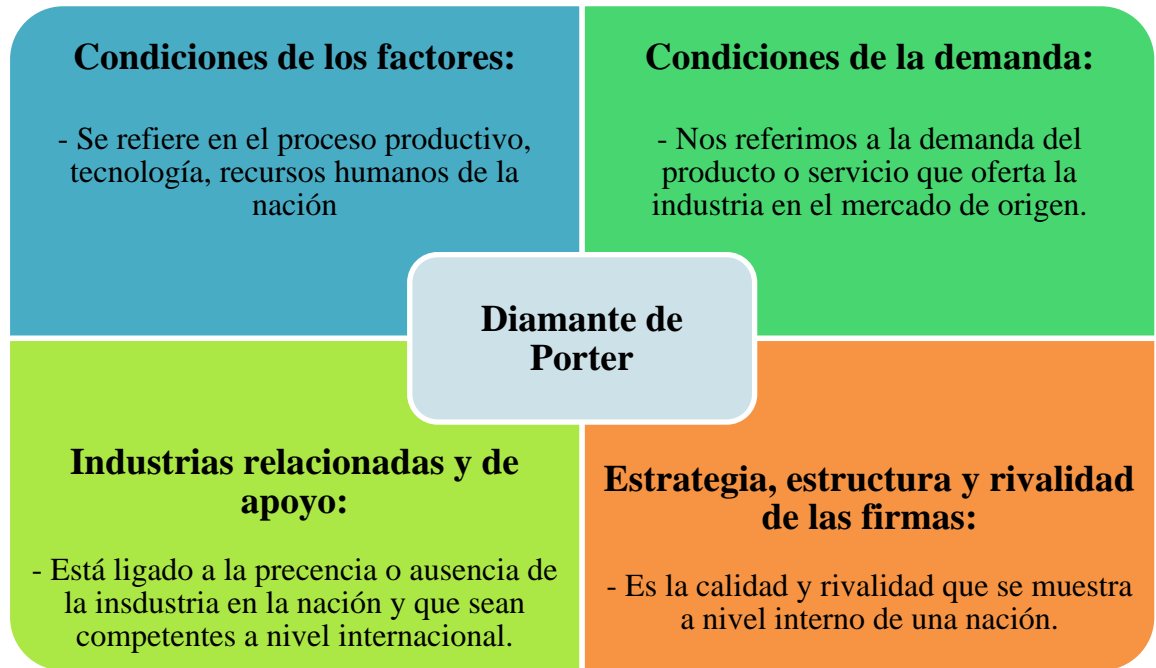 Condiciones de los factores:
- Se refiere en el proceso productivo,
tecnología, recursos humanos de la
nación
Condiciones de la demanda:
- Nos referimos a la demanda del
producto o servicio que oferta la
industria en el mercado de origen.
Diamante de
Porter
Industrias relacionadas y de
apoyo:
- Está ligado a la precencia o ausencia de
la insdustria en la nación y que sean
competentes a nivel internacional.
Estrategia, estructura y rivalidad
de las firmas:
- Es la calidad y rivalidad que se muestra
a nivel interno de una nación.